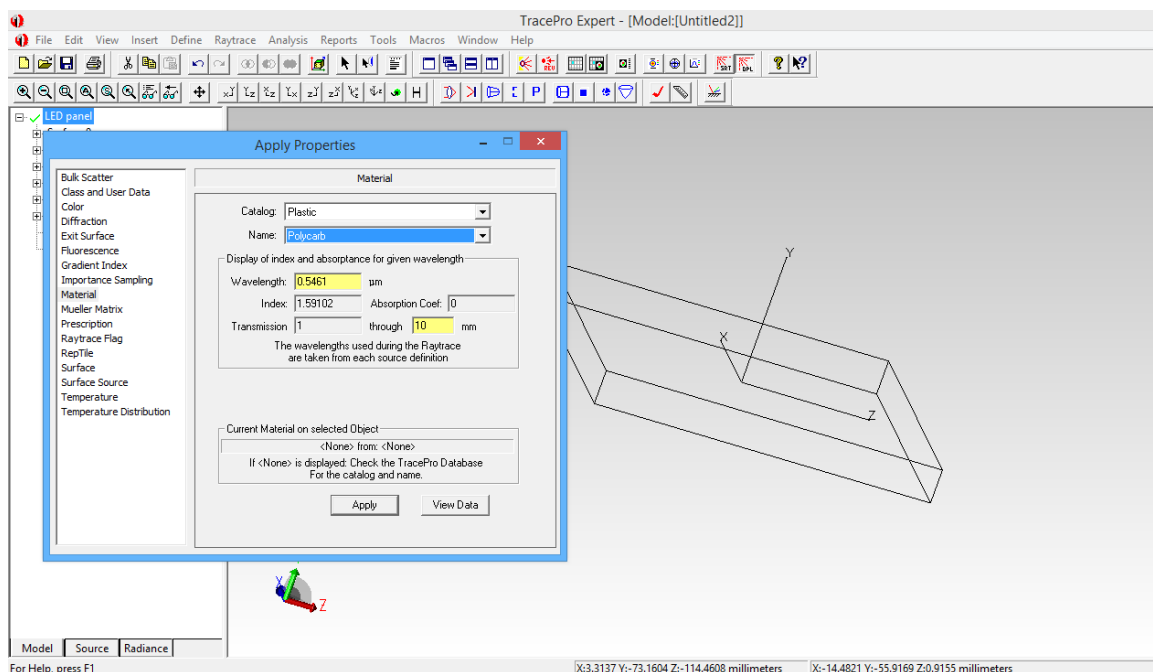 TracePro Expert - [Model:[Untitled2]]
File Edit View Insert Define Raytrace Analysis Reports Tools Macros Window Help
LED panel
Apply Properties
Bulk Scatter
Class and User Data
Color
Diffraction
Exit Surface
Fluorescence
Gradient Index
Importance Sampling
Material
Mueller Matrix
Prescription
Raytrace Flag
RepTile
Surface
Surface Source
Temperature
Temperature Distribution
Material
Catalog: Plastic
Name: Polycarb
Display of index and absorptance for given wavelength
Wavelength: 0.5461 µm
Index: 1.59102 Absorption Coef: 0
Transmission 1 through 10 mm
The wavelengths used during the Raytrace
are taken from each source definition
Current Material on selected Object
<None> from: <None>
If <None> is displayed: Check the TracePro Database
For the catalog and name.
Apply View Data
Y
X
Z
X
Z
Model Source Radiance
For Help, press F1
X:3.3137 Y:-73.1604 Z:-114.4608 millimeters
X:-14.4821 Y:-55.9169 Z:0.9155 millimeters